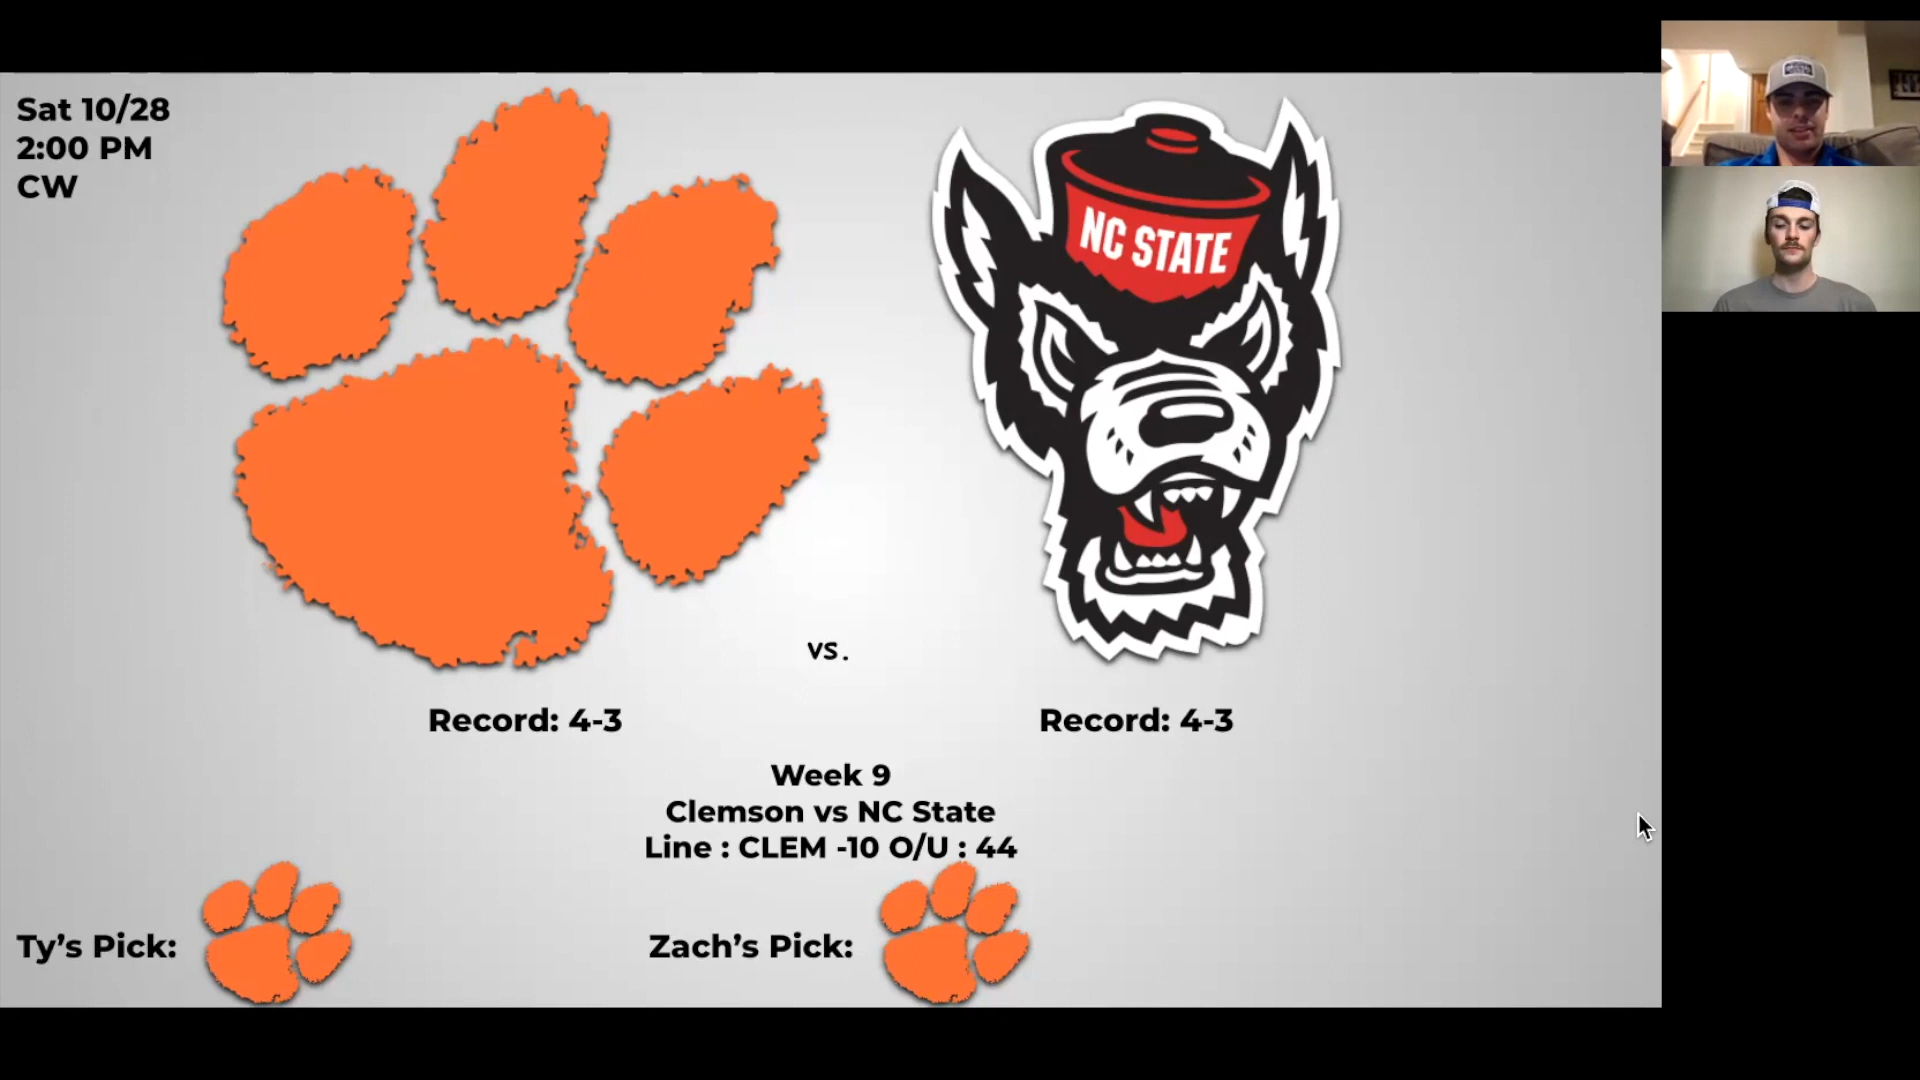 Sat 10/28
2:00 PM
CW
NC STATE
vs.
Record: 4-3
Record: 4-3
Week 9
Clemson vs NC State
Line : CLEM -10 O/U : 44
Ty's Pick:
Zach's Pick: